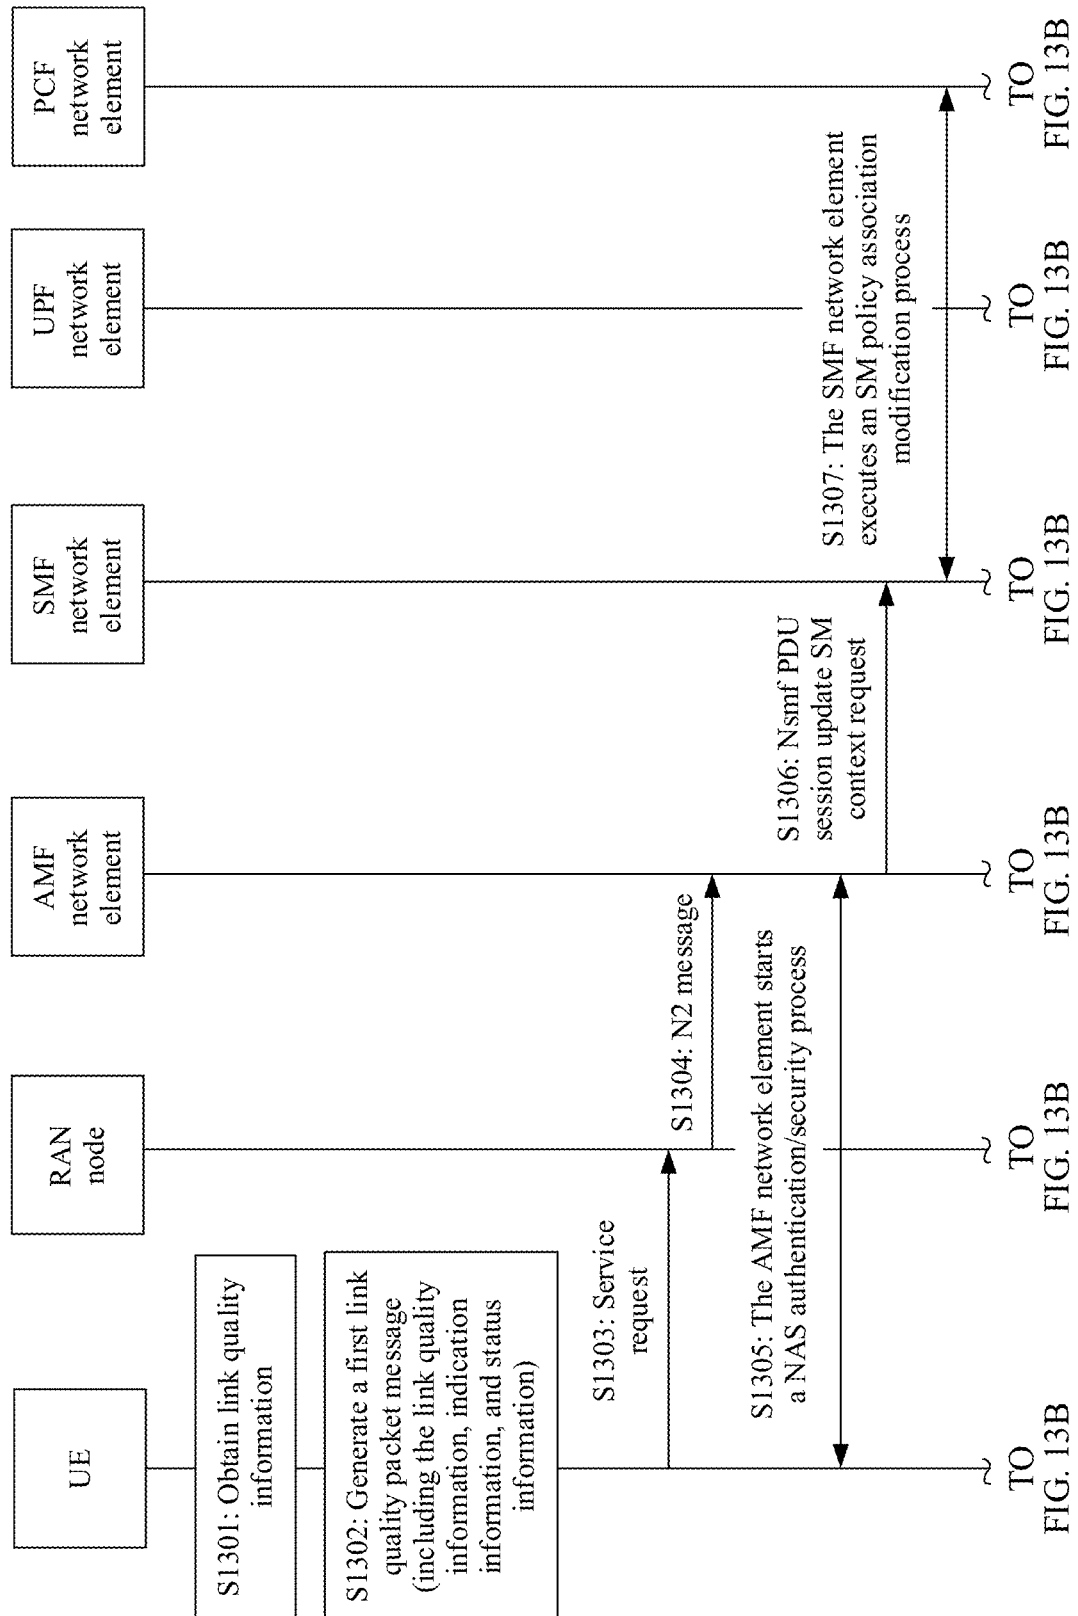 UE
RAN
node
AMF
network
element
SMF
network
element
UPF
network
element
PCF
network
element
S1301: Obtain link quality
information
S1302: Generate a first link
quality packet message
(including the link quality
information, indication
information, and status
information)
S1303: Service
request
S1304: N2 message
S1305: The AMF network element starts
a NAS authentication/security process
S1306: Nsmf PDU
session update SM
context request
S1307: The SMF network element
executes an SM policy association
modification process
TO
FIG. 13B
TO
FIG. 13B
TO
FIG. 13B
TO
FIG. 13B
TO
FIG. 13B
TO
FIG. 13B